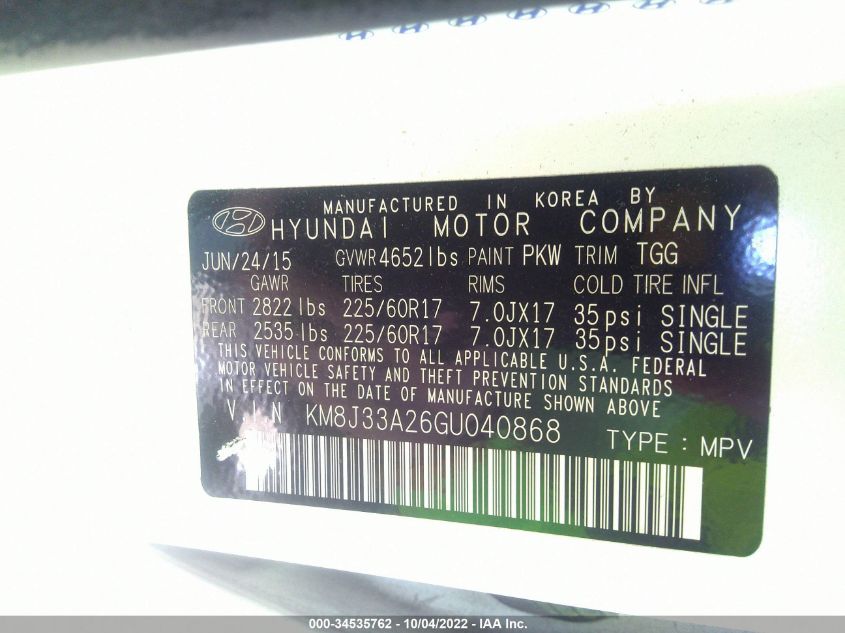 MANUFACTURED IN KOREA BY
HYUNDAI MOTOR COMPANY
JUN/24/15 GVWR 4652lbs PAINT PKW TRIM TGG
GAWR TIRES RIMS COLD TIRE INFL
FRONT 2822 lbs 225/60R17 7.0JX17 35psi SINGLE
REAR 2535 lbs 225/60R17 7.0JX17 35psi SINGLE
THIS VEHICLE CONFORMS TO ALL APPLICABLE U.S.A. FEDERAL
MOTOR VEHICLE SAFETY AND THEFT PREVENTION STANDARDS
IN EFFECT ON THE DATE OF MANUFACTURE SHOWN ABOVE
V I N KM8J33A26GU040868 TYPE : MPV
000-34535762 - 10/04/2022 - IAA Inc.